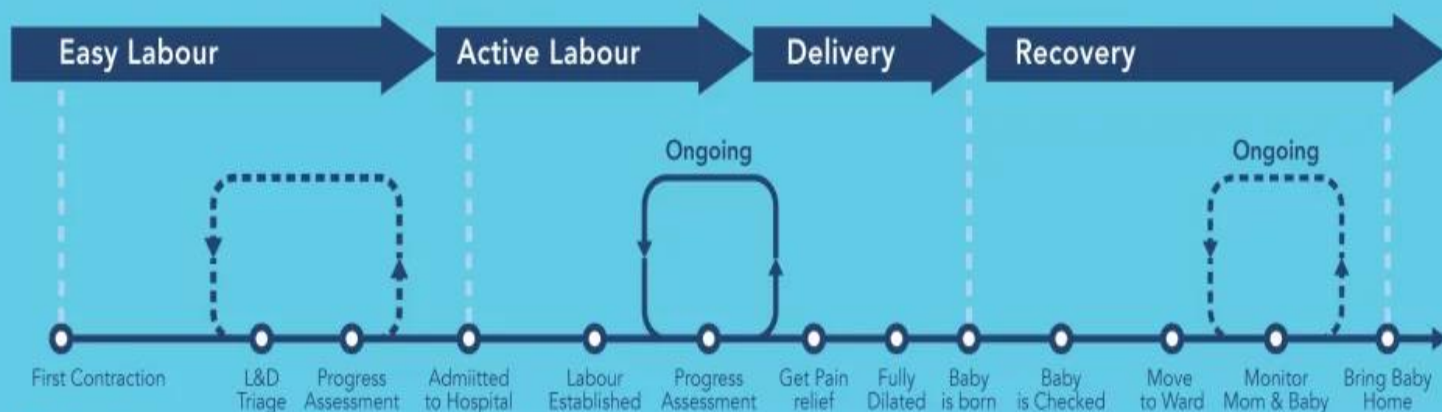 Easy Labour
Active Labour
Delivery
Recovery
Ongoing
Ongoing
First Contraction
L&D
Triage
Progress
Assessment
Admiitted
to Hospital
Labour
Established
Progress
Assessment
Get Pain
relief
Fully
Dilated
Baby
is born
Baby
is Checked
Move
to Ward
Monitor
Mom & Baby
Bring Baby
Home